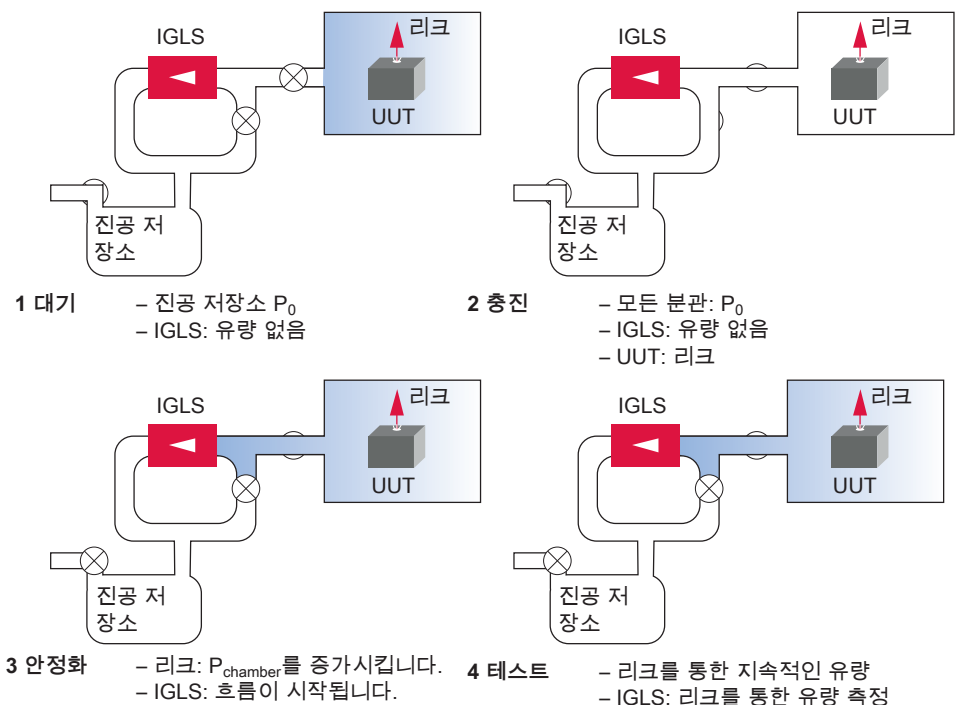 IGLS
리크
UUT
진공 저
장소
1 대기 – 진공 저장소 P₀
– IGLS: 유량 없음
IGLS
리크
UUT
진공 저
장소
2 충진 – 모든 분관: P₀
– IGLS: 유량 없음
– UUT: 리크
IGLS
리크
UUT
진공 저
장소
3 안정화 – 리크: Pchamber를 증가시킵니다.
– IGLS: 흐름이 시작됩니다.
IGLS
리크
UUT
진공 저
장소
4 테스트 – 리크를 통한 지속적인 유량
– IGLS: 리크를 통한 유량 측정